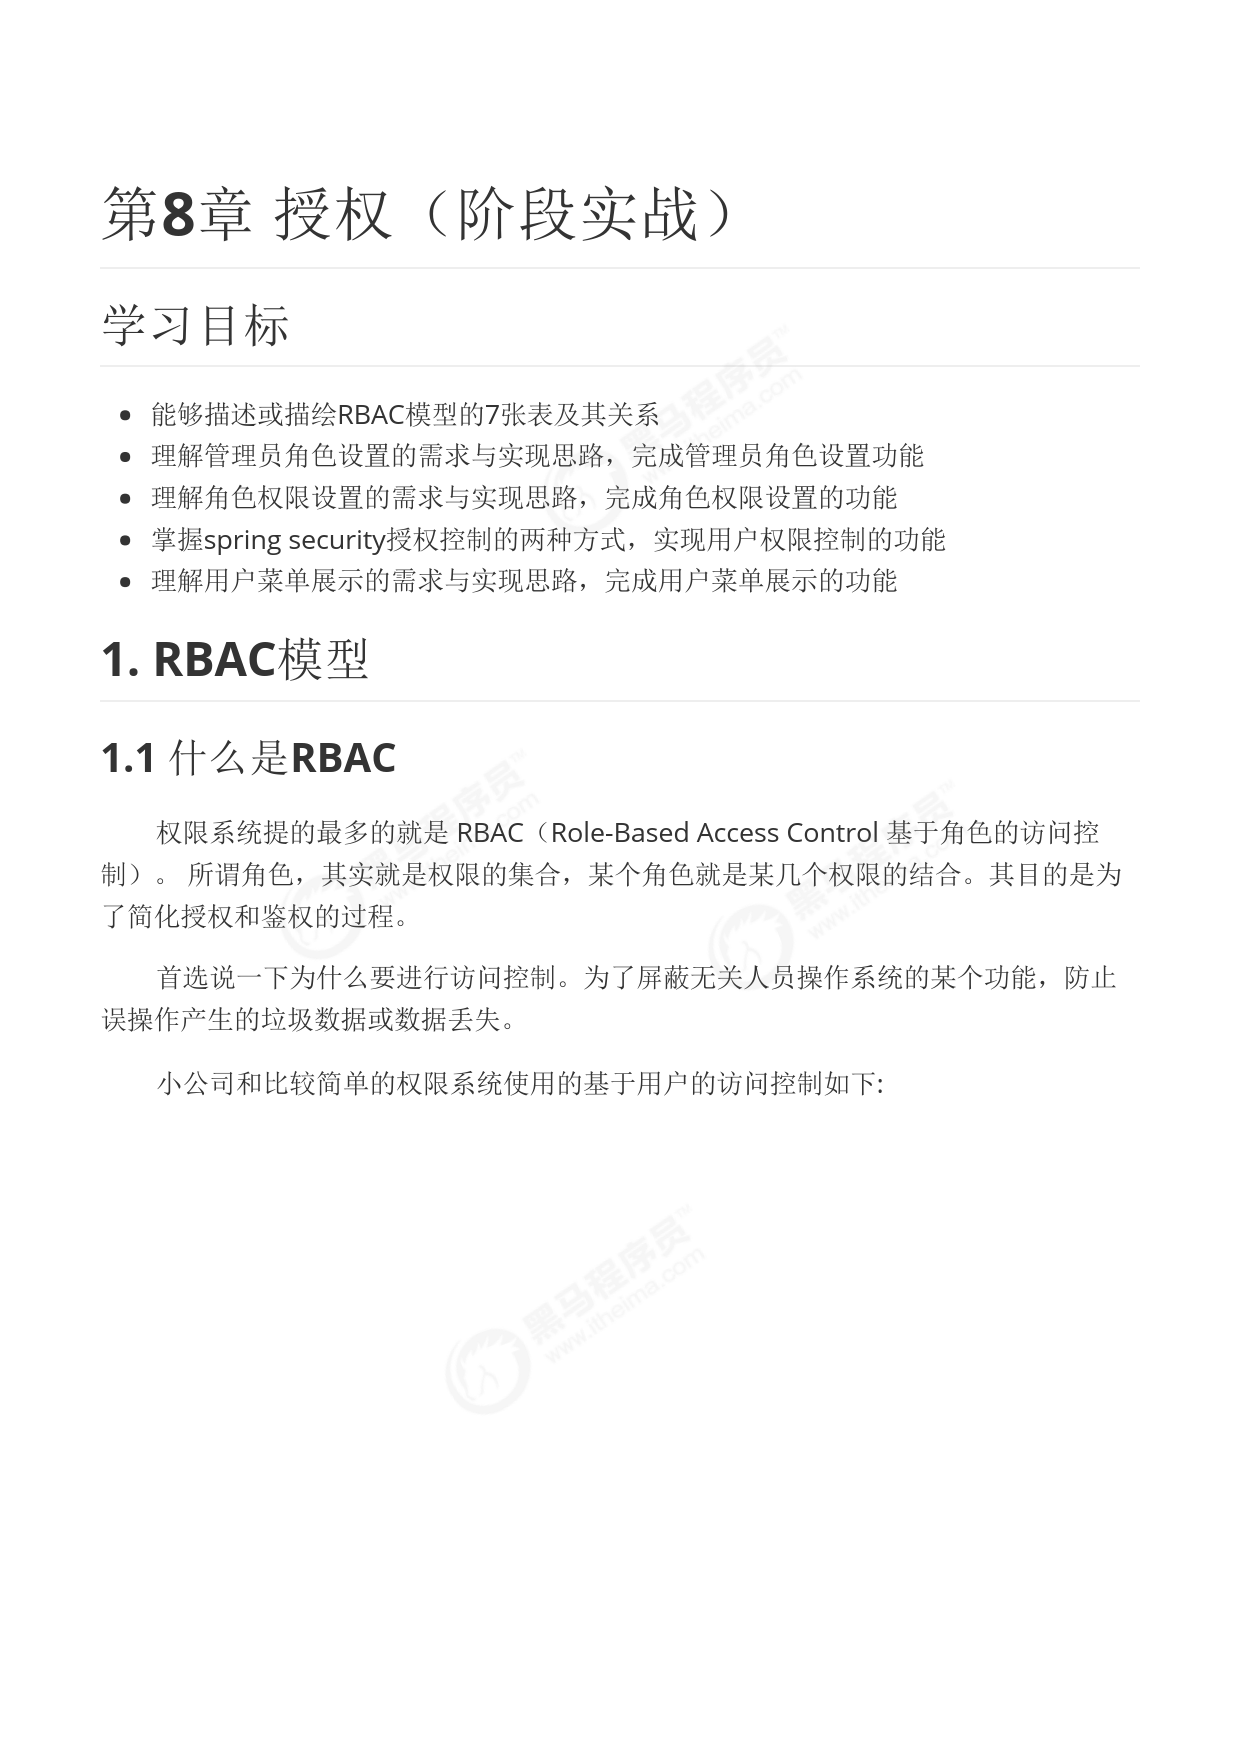 第8章 授权（阶段实战）
学习目标
能够描述或描绘RBAC模型的7张表及其关系
理解管理员角色设置的需求与实现思路，完成管理员角色设置功能
理解角色权限设置的需求与实现思路，完成角色权限设置的功能
掌握spring security授权控制的两种方式，实现用户权限控制的功能
理解用户菜单展示的需求与实现思路，完成用户菜单展示的功能
1. RBAC模型
1.1 什么是RBAC
权限系统提的最多的就是 RBAC（Role-Based Access Control 基于角色的访问控
制）。 所谓角色，其实就是权限的集合，某个角色就是某几个权限的结合。其目的是为
了简化授权和鉴权的过程。
首选说一下为什么要进行访问控制。为了屏蔽无关人员操作系统的某个功能，防止
误操作产生的垃圾数据或数据丢失。
小公司和比较简单的权限系统使用的基于用户的访问控制如下:
黑马程序员™
www.itheima.com